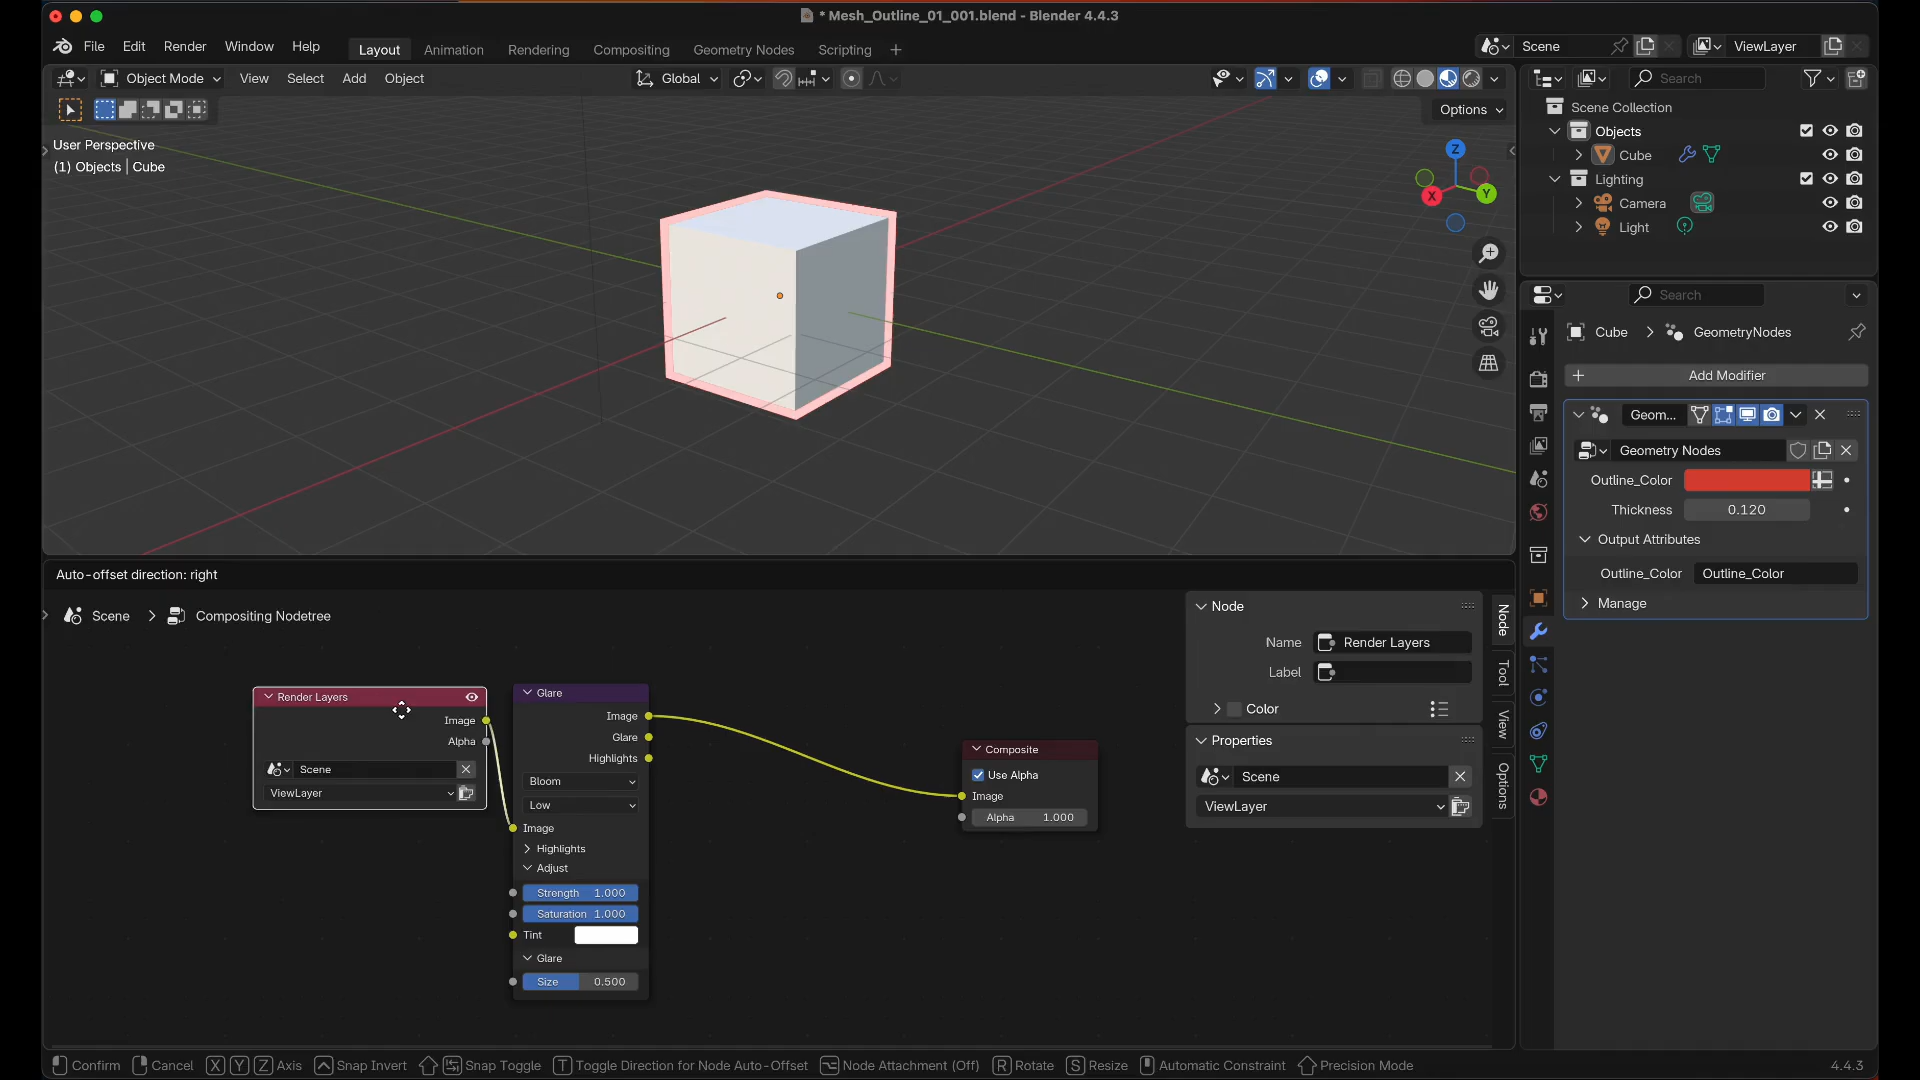 * Mesh_Outline_01_001.blend - Blender 4.4.3
File Edit Render Window Help Layout Animation Rendering Compositing Geometry Nodes Scripting + Scene ViewLayer
Object Mode View Select Add Object Global Search
Options
User Perspective
(1) Objects | Cube
Z
X
Y
Scene Collection
Objects
Cube
Lighting
Camera
Light
Search
Cube > GeometryNodes
+ Add Modifier
Geom...
Geometry Nodes
Outline_Color
Thickness 0.120
Output Attributes
Outline_Color Outline_Color
Manage
Auto-offset direction: right
Scene > Compositing Nodetree
Render Layers
Image
Alpha
Scene
ViewLayer
Glare
Image
Glare
Highlights
Bloom
Low
Image
Highlights
Adjust
Strength 1.000
Saturation 1.000
Tint
Glare
Size 0.500
Composite
Use Alpha
Image
Alpha 1.000
Node
Name Render Layers
Label
Color
Properties
Scene
ViewLayer
Node
Tool
View
Options
Confirm Cancel X Y Z Axis Snap Invert Snap Toggle T Toggle Direction for Node Auto-Offset Node Attachment (Off) R Rotate S Resize Automatic Constraint Precision Mode 4.4.3